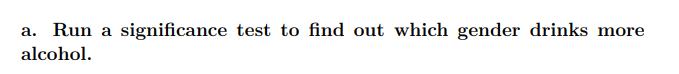 a. Run a significance test to find out which gender drinks more
alcohol.